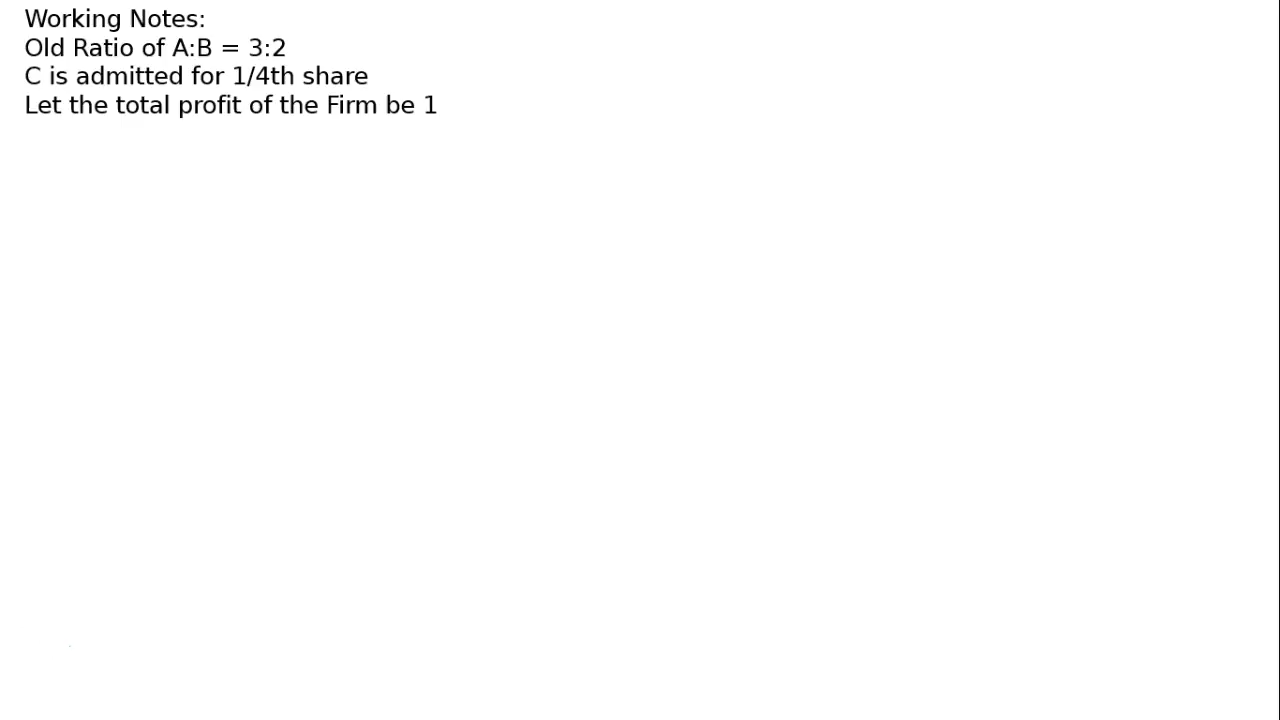 Working Notes:
Old Ratio of A:B = 3:2
C is admitted for 1/4th share
Let the total profit of the Firm be 1